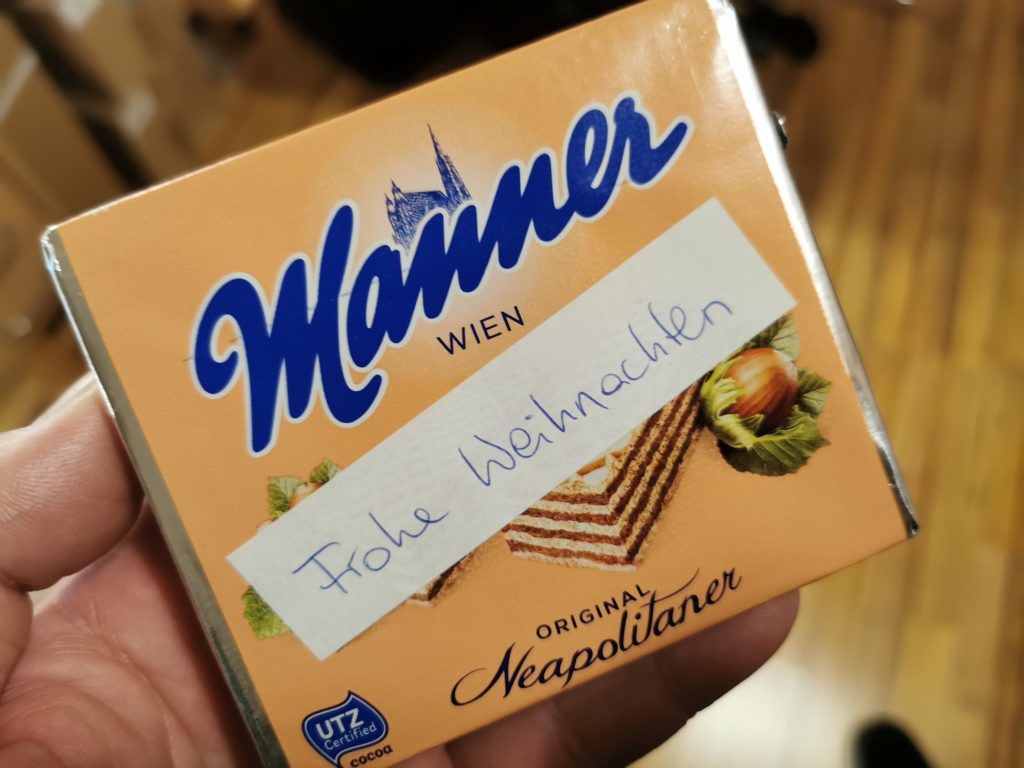 Manner
WIEN
Frohe Weihnachten
ORIGINAL
Neapolitaner
UTZ
Certified
cocoa